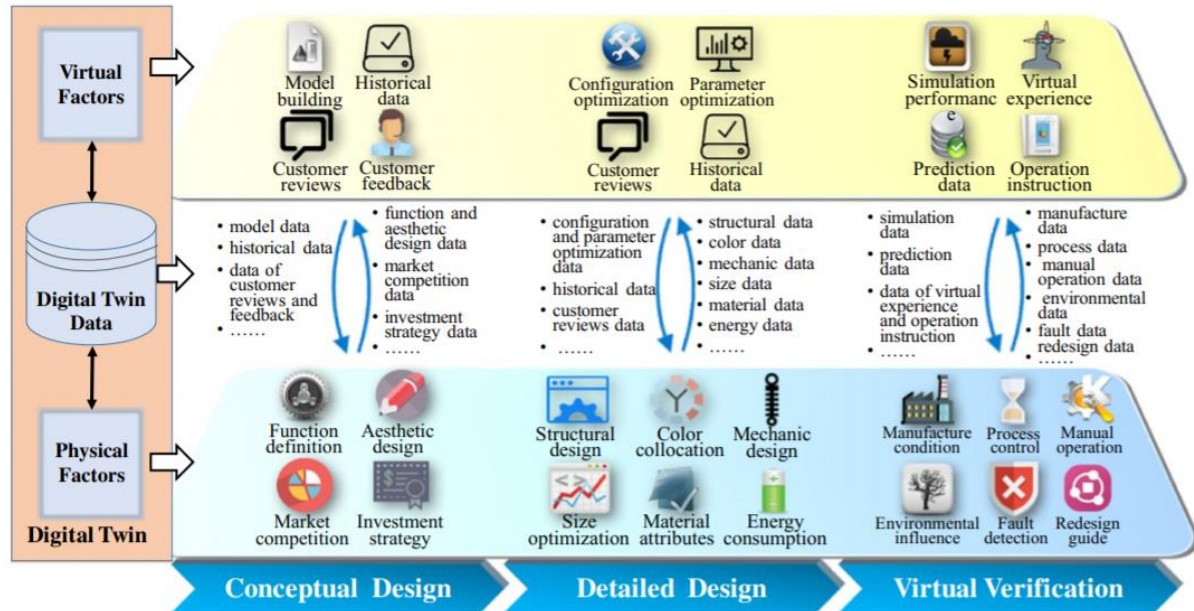 Virtual
Factors
Digital Twin
Data
Physical
Factors
Digital Twin
Model
building
Historical
data
Customer
reviews
Customer
feedback
Configuration
optimization
Parameter
optimization
Customer
reviews
Historical
data
Simulation
performanc
e
Virtual
experience
Prediction
data
Operation
instruction
• model data
• historical data
• data of
customer
reviews and
feedback
• ……
• function and
aesthetic
design data
• market
competition
data
• investment
strategy data
• ……
• configuration
and parameter
optimization
data
• historical data
• customer
reviews data
• ……
• structural data
• color data
• mechanic data
• size data
• material data
• energy data
• ……
• simulation
data
• prediction
data
• data of virtual
experience
and operation
instruction
• ……
• manufacture
data
• process data
• manual
operation data
• environmental
data
• fault data
redesign data
• ……
Function
definition
Aesthetic
design
Market
competition
Investment
strategy
Structural
design
Color
collocation
Mechanic
design
Size
optimization
Material
attributes
Energy
consumption
Manufacture
condition
Process
control
Manual
operation
Environmental
influence
Fault
detection
Redesign
guide
Conceptual Design
Detailed Design
Virtual Verification